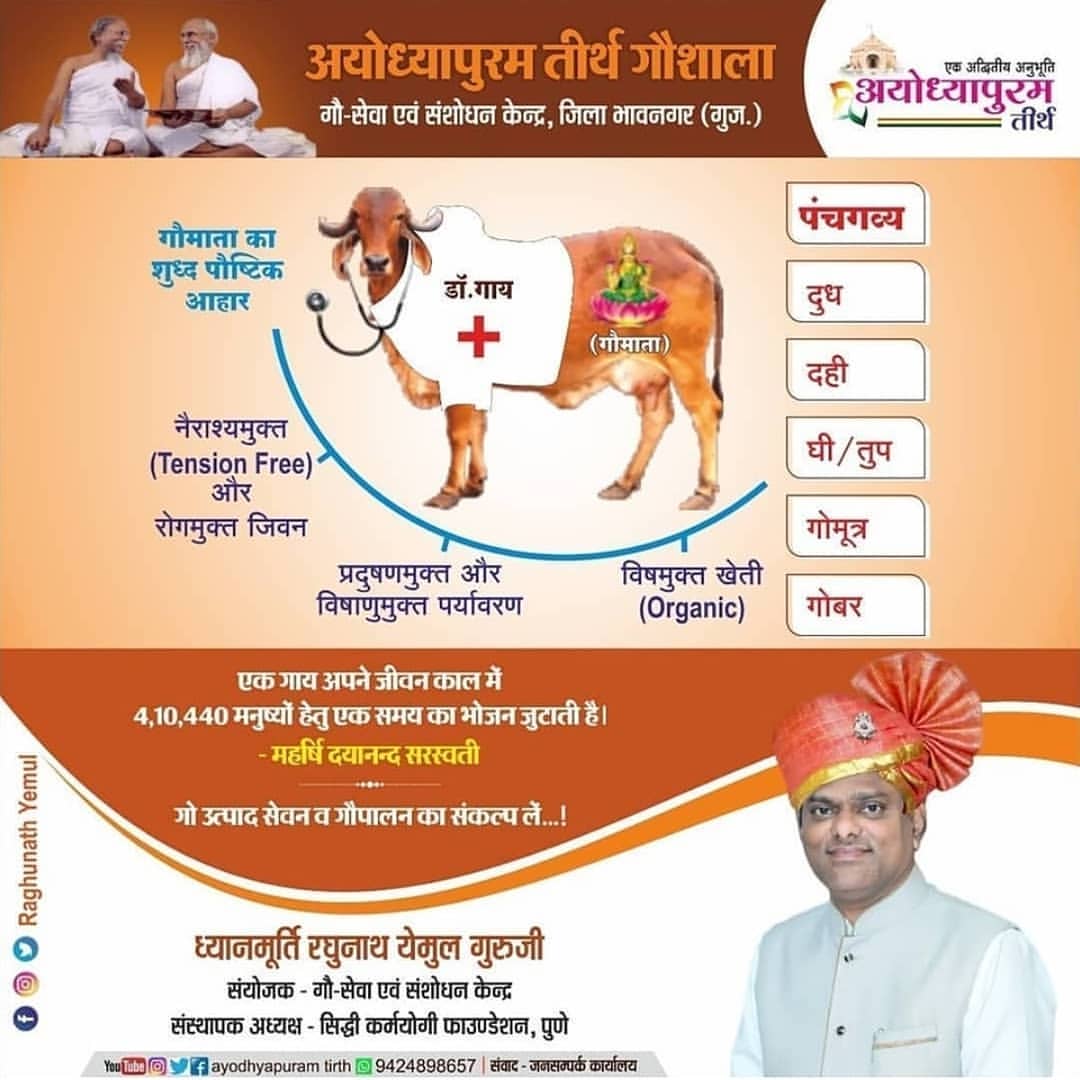 अयोध्यापुरम तीर्थ गौशाला
गौ-सेवा एवं संशोधन केन्द्र, जिला भावनगर (गुज.)
एक अद्वितीय अनुभूति
अयोध्यापुरम
तीर्थ
गौमाता का
शुध्द पौष्टिक
आहार
डॉ.गाय
(गौमाता)
पंचगव्य
दुध
दही
घी/तुप
गोमूत्र
गोबर
नैराश्यमुक्त
(Tension Free)
और
रोगमुक्त जिवन
प्रदुषणमुक्त और
विषाणुमुक्त पर्यावरण
विषमुक्त खेती
(Organic)
एक गाय अपने जीवन काल में
4,10,440 मनुष्यों हेतु एक समय का भोजन जुटाती है।
- महर्षि दयानन्द सरस्वती
गो उत्पाद सेवन व गौपालन का संकल्प लें...!
Raghunath Yemul
ध्यानमूर्ति रघुनाथ येमुल गुरुजी
संयोजक - गौ-सेवा एवं संशोधन केन्द्र
संस्थापक अध्यक्ष - सिद्धी कर्मयोगी फाउण्डेशन, पुणे
YouTube ayodhyapuram tirth 9424898657 | संवाद - जनसम्पर्क कार्यालय